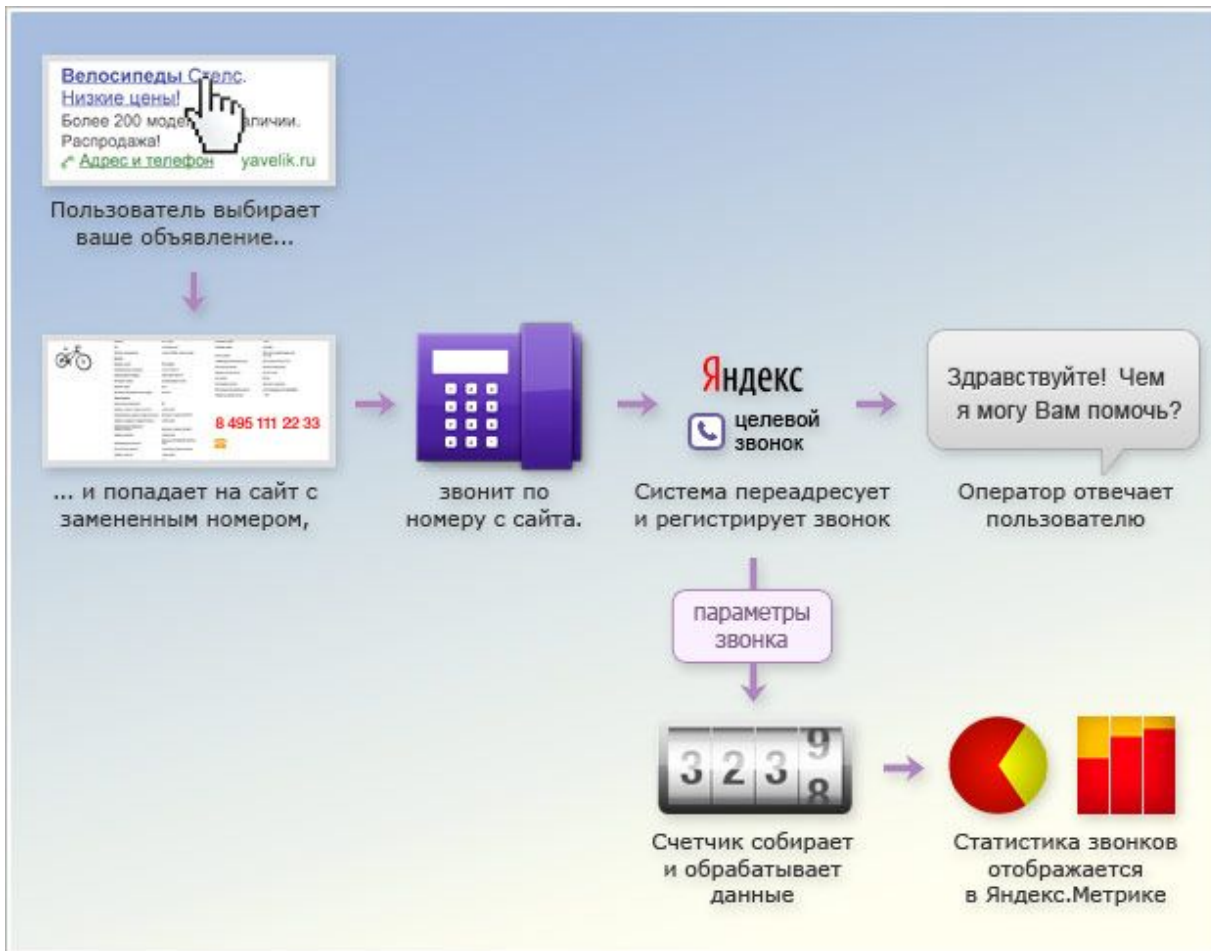 Велосипеды Стелс.
Низкие цены!
Более 200 аличии.
Распродажа!
Адрес и телефон yavelik.ru
Пользователь выбирает
ваше объявление...
8 495 111 22 33
... и попадает на сайт с
замененным номером,
звонит по
номеру с сайта.
Яндекс
целевой
звонок
Система переадресует
и регистрирует звонок
Здравствуйте! Чем
я могу Вам помочь?
Оператор отвечает
пользователю
параметры
звонка
3 2 3 9
8
Счетчик собирает
и обрабатывает
данные
Статистика звонков
отображается
в Яндекс.Метрике